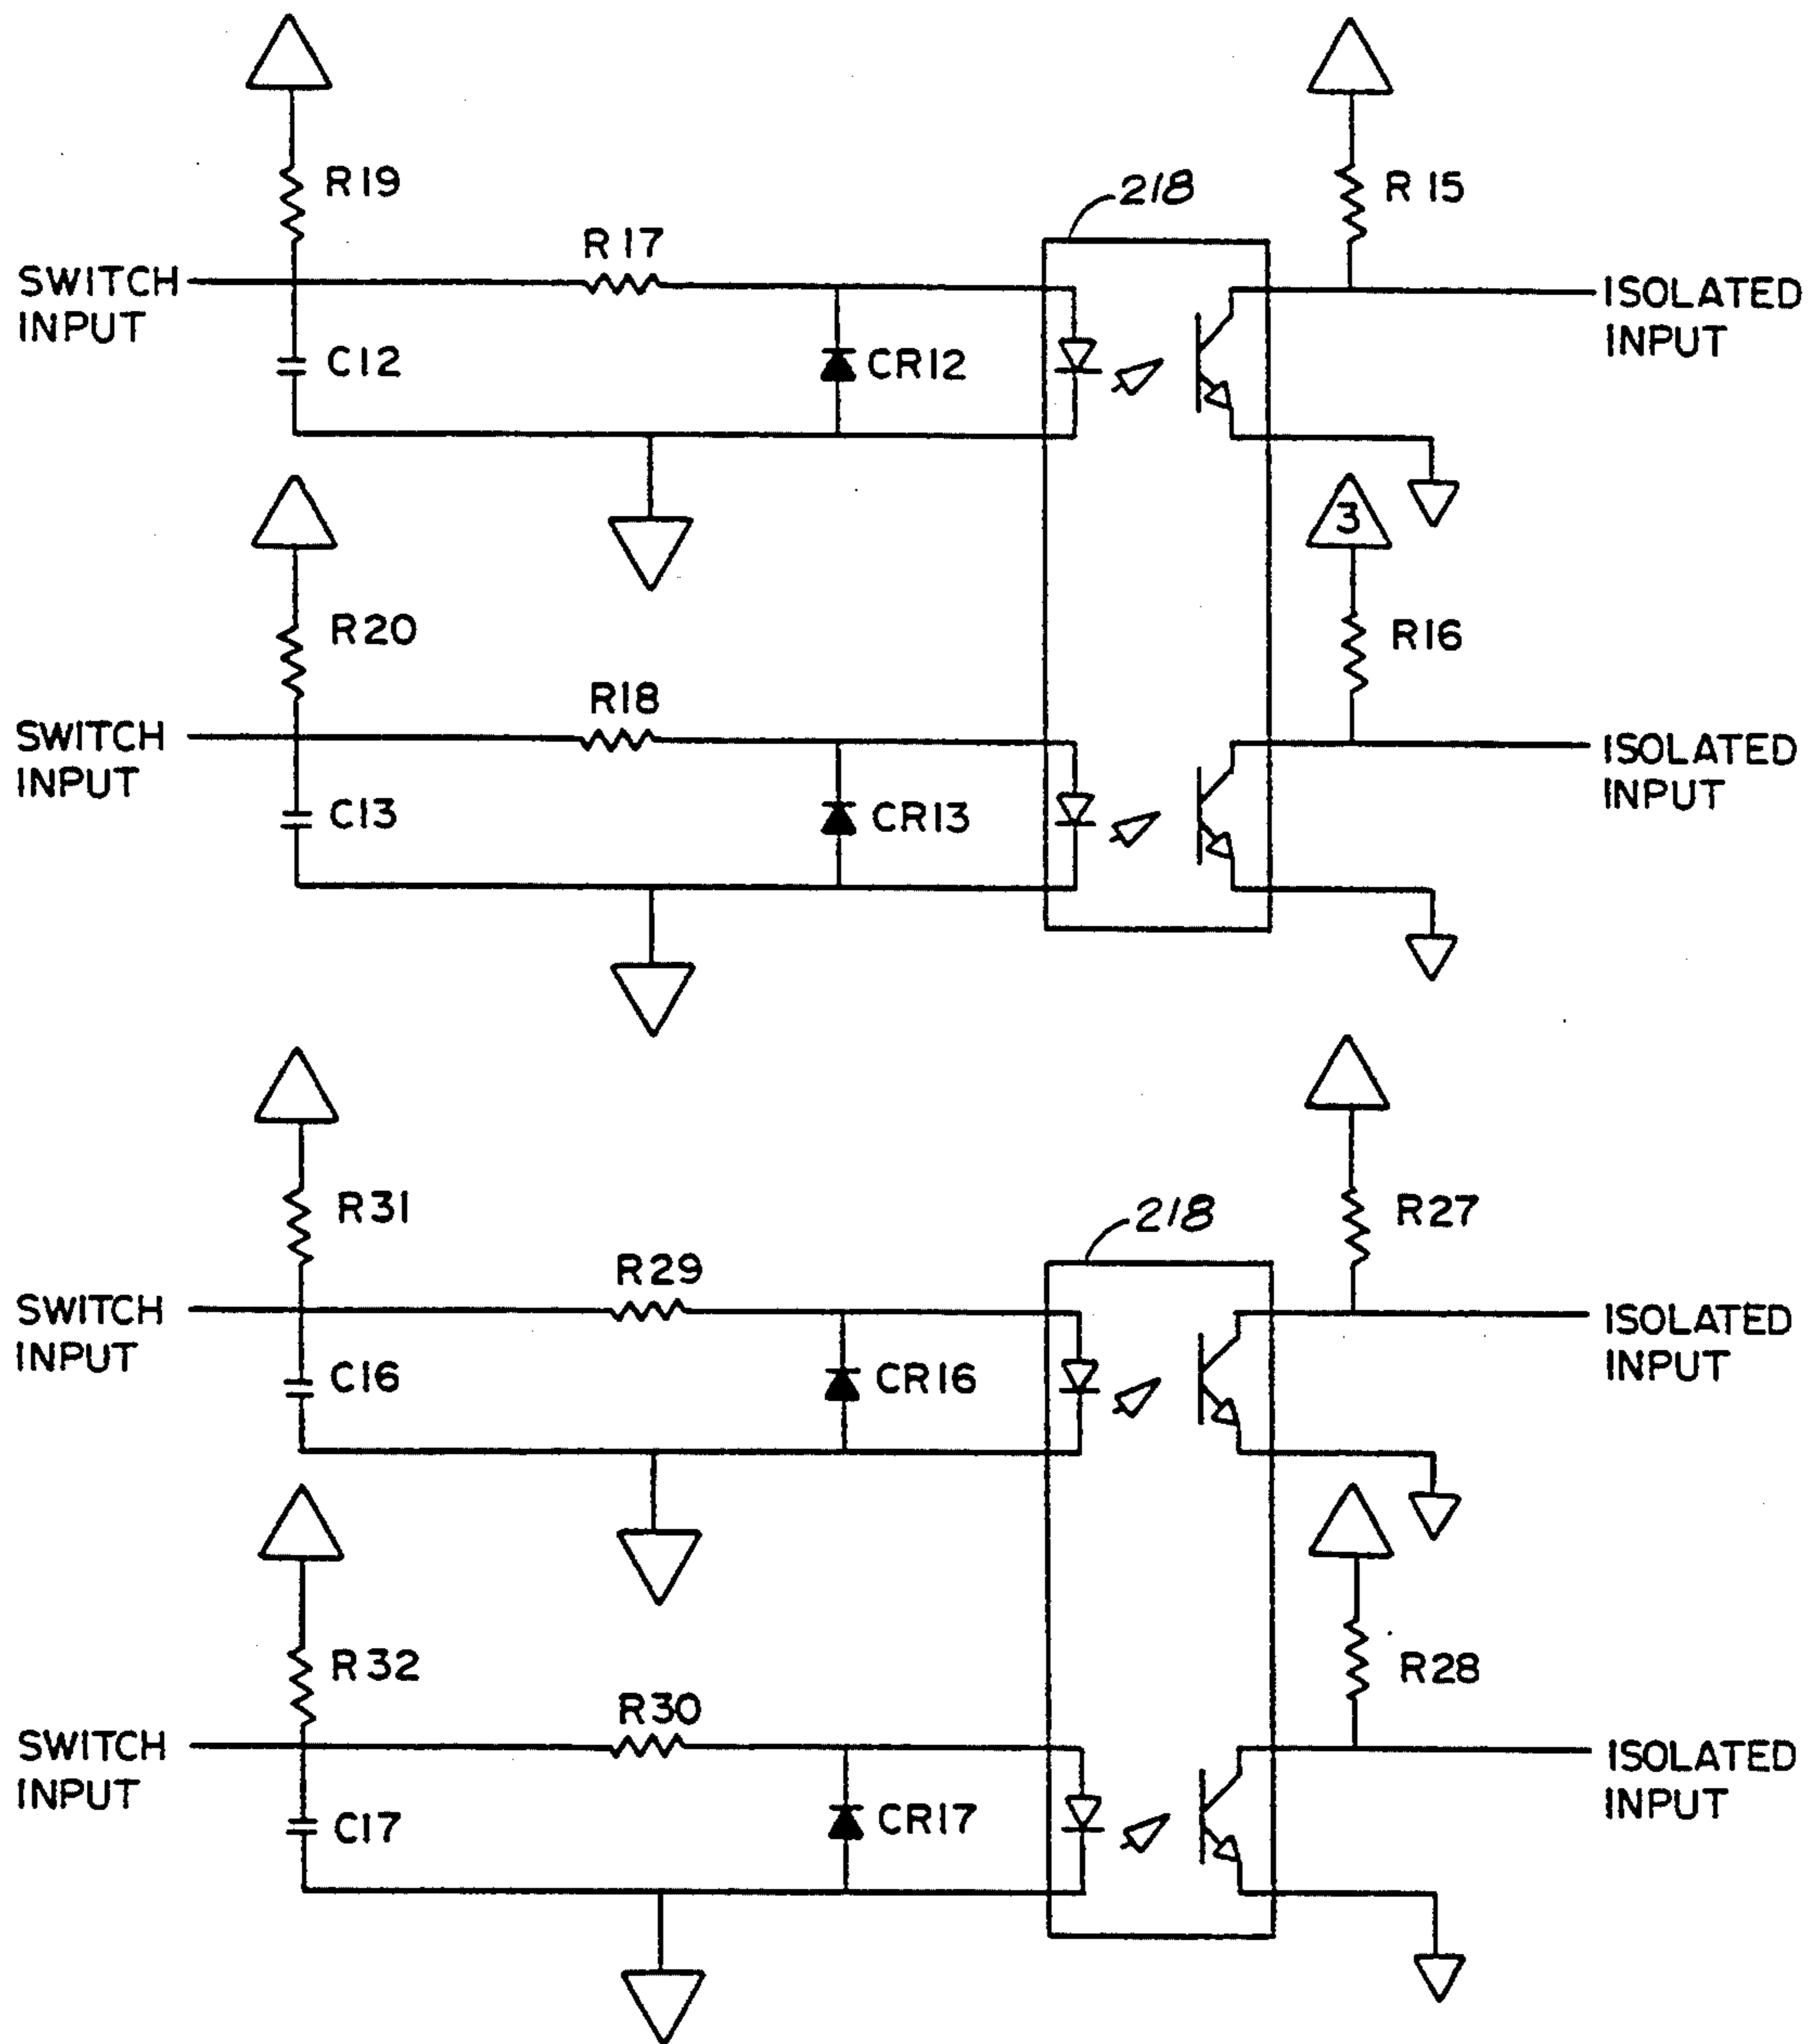 R19
R15
218
R17
SWITCH
INPUT
ISOLATED
INPUT
C12
CR12
3
R20
R16
R18
SWITCH
INPUT
ISOLATED
INPUT
C13
CR13
R31
R27
218
R29
SWITCH
INPUT
ISOLATED
INPUT
C16
CR16
R32
R28
R30
SWITCH
INPUT
ISOLATED
INPUT
C17
CR17